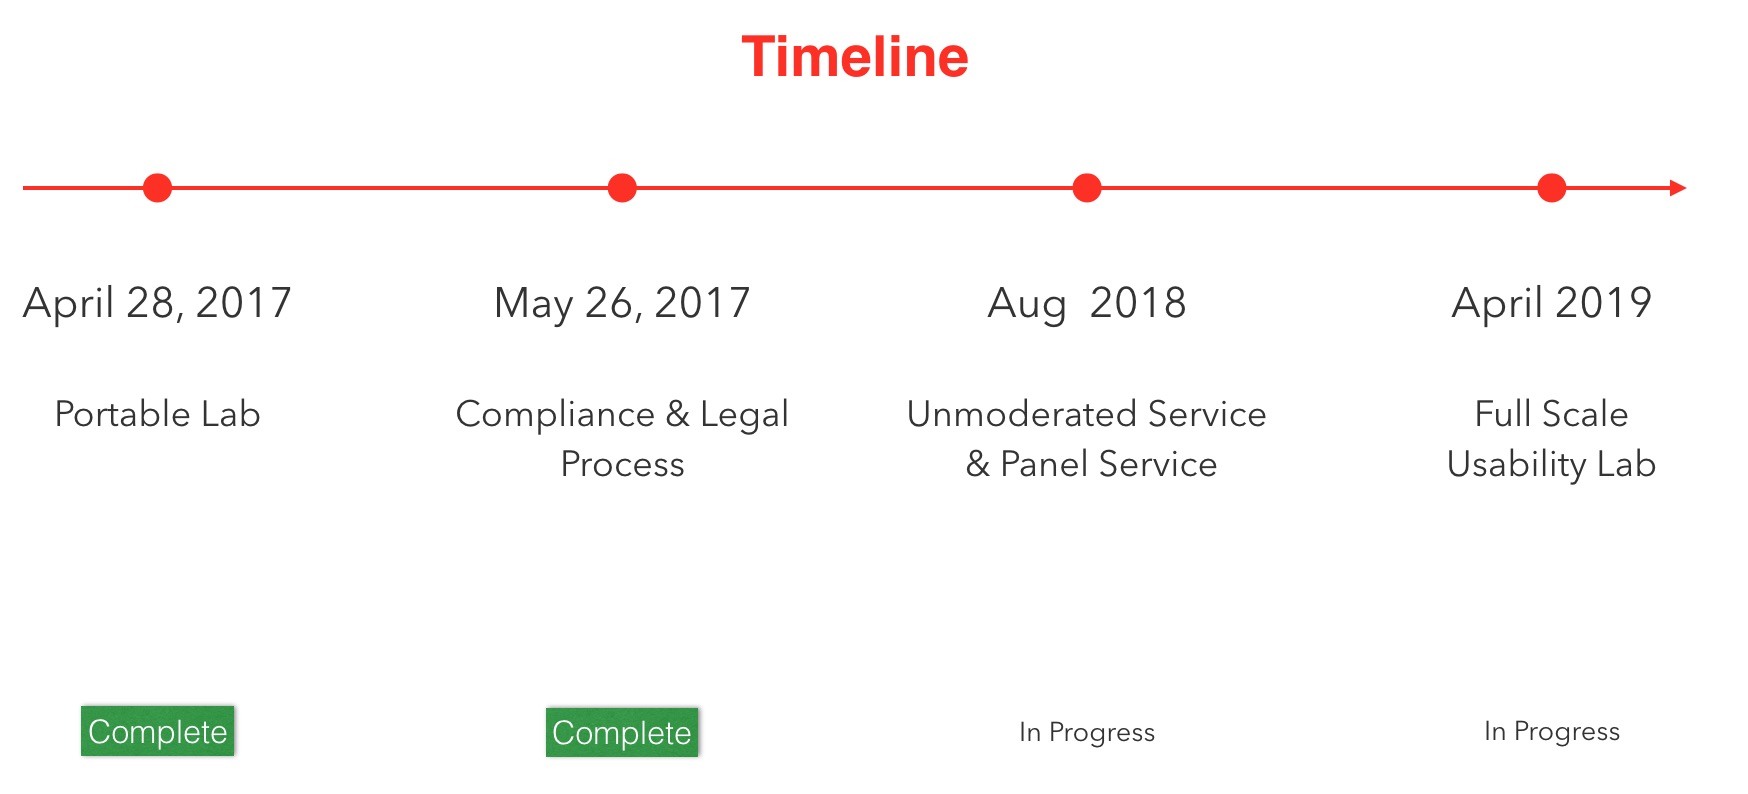 Timeline
April 28, 2017
May 26, 2017
Aug  2018
April 2019
Portable Lab
Compliance & Legal
Process
Unmoderated Service
& Panel Service
Full Scale
Usability Lab
Complete
Complete
In Progress
In Progress